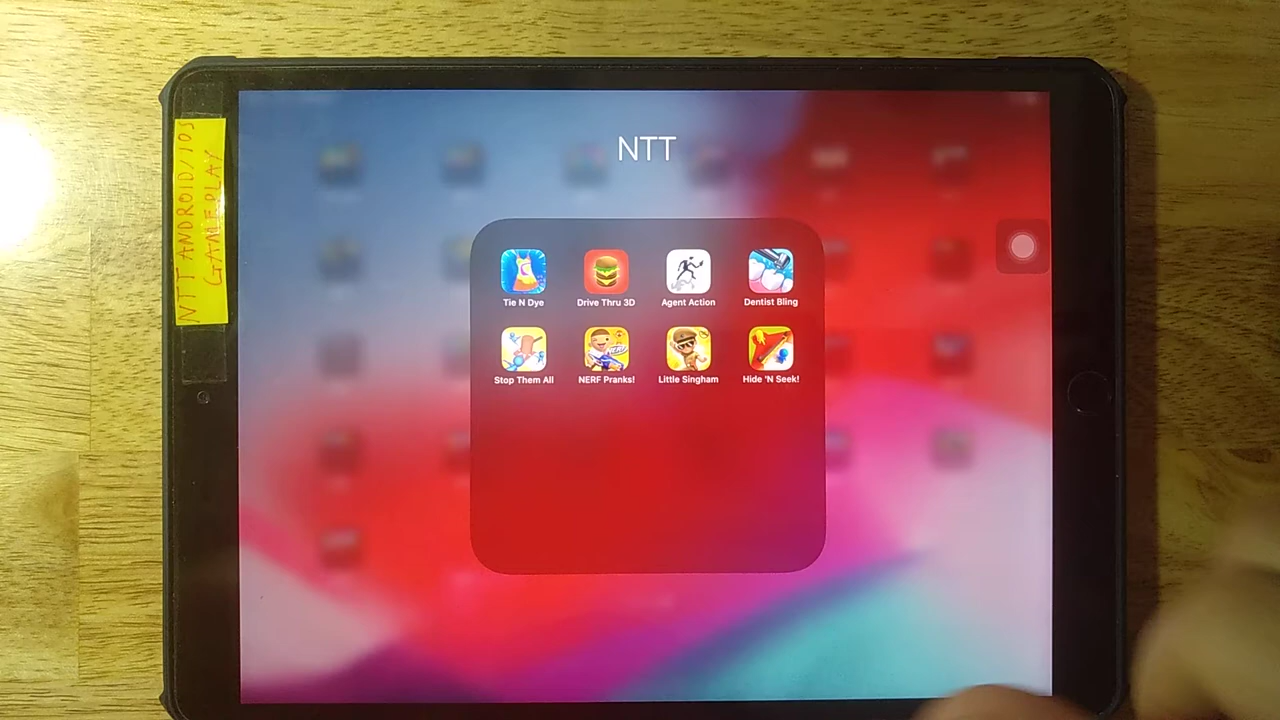 NTT ANDROID/IOS
GAMEPLAY
NTT
Tie N Dye
Drive Thru 3D
Agent Action
Dentist Bling
Stop Them All
NERF Pranks!
Little Singham
Hide 'N Seek!